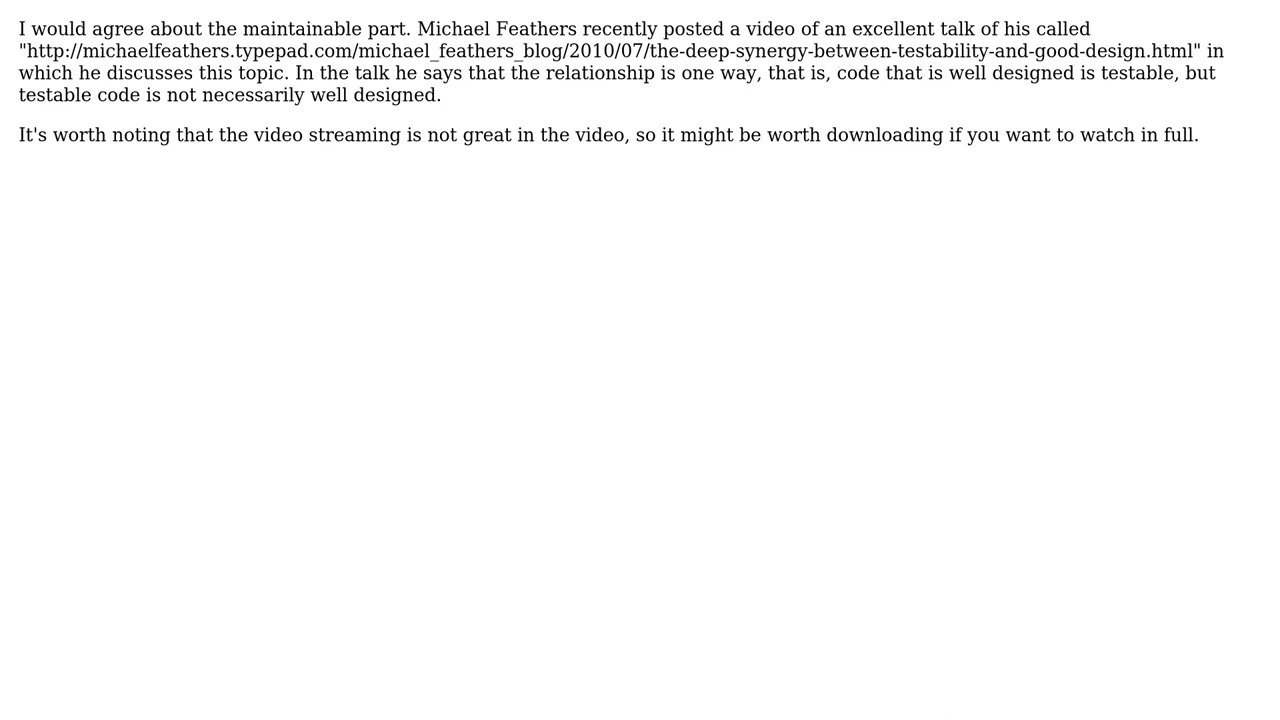 I would agree about the maintainable part. Michael Feathers recently posted a video of an excellent talk of his called
"http://michaelfeathers.typepad.com/michael_feathers_blog/2010/07/the-deep-synergy-between-testability-and-good-design.html" in
which he discusses this topic. In the talk he says that the relationship is one way, that is, code that is well designed is testable, but
testable code is not necessarily well designed.
It's worth noting that the video streaming is not great in the video, so it might be worth downloading if you want to watch in full.